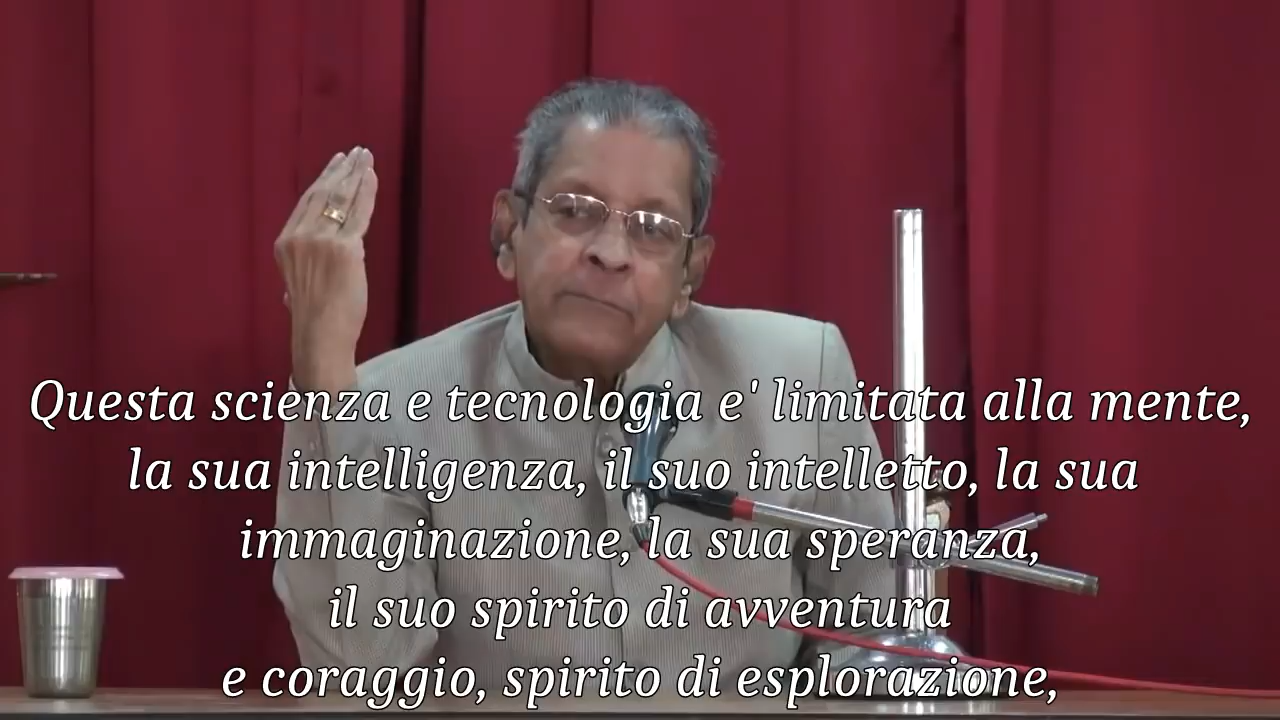 Questa scienza e tecnologia e' limitata alla mente,
la sua intelligenza, il suo intelletto, la sua
immaginazione, la sua speranza,
il suo spirito di avventura
e coraggio, spirito di esplorazione,